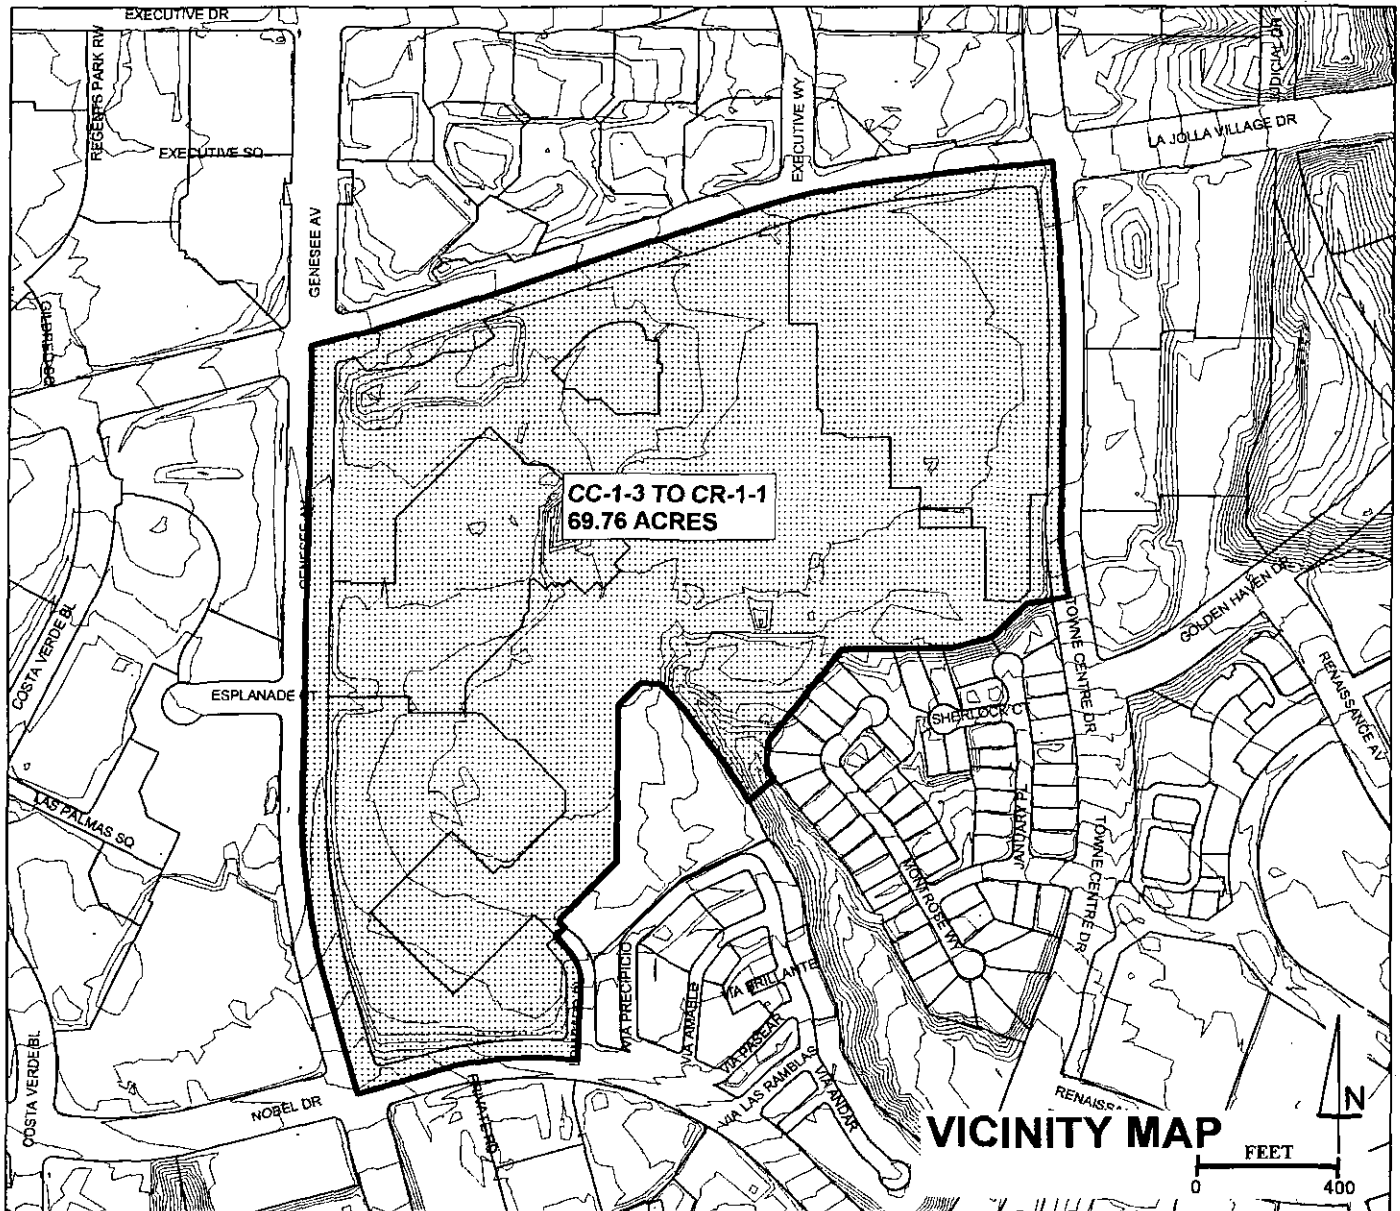 EXECUTIVE DR
REGENTS PARK RW
JUDICIAL DR
EXECUTIVE WY
LA JOLLA VILLAGE DR
EXECUTIVE SQ
GENESEE AV
CC-1-3 TO CR-1-1
69.76 ACRES
GENESEE AV
COSTA VERDE BL
GOLDEN HAVEN DR
TOWNE CENTRE DR
RENAISSANCE AV
ESPLANADE CT
SHERLOCK CT
JANUARY PL
LAS PALMAS SQ
MONTROSE WY
TOWNE CENTRE DR
VIA PRECIPICIO
VIA BRILLANTE
VIA AMABLE
VIA PASEAR
VIA LAS RAMBLAS
VIA ANDAR
COSTA VERDE BL
NOBEL DR
PRIVATE RD
VICINITY MAP
N
FEET
0 400